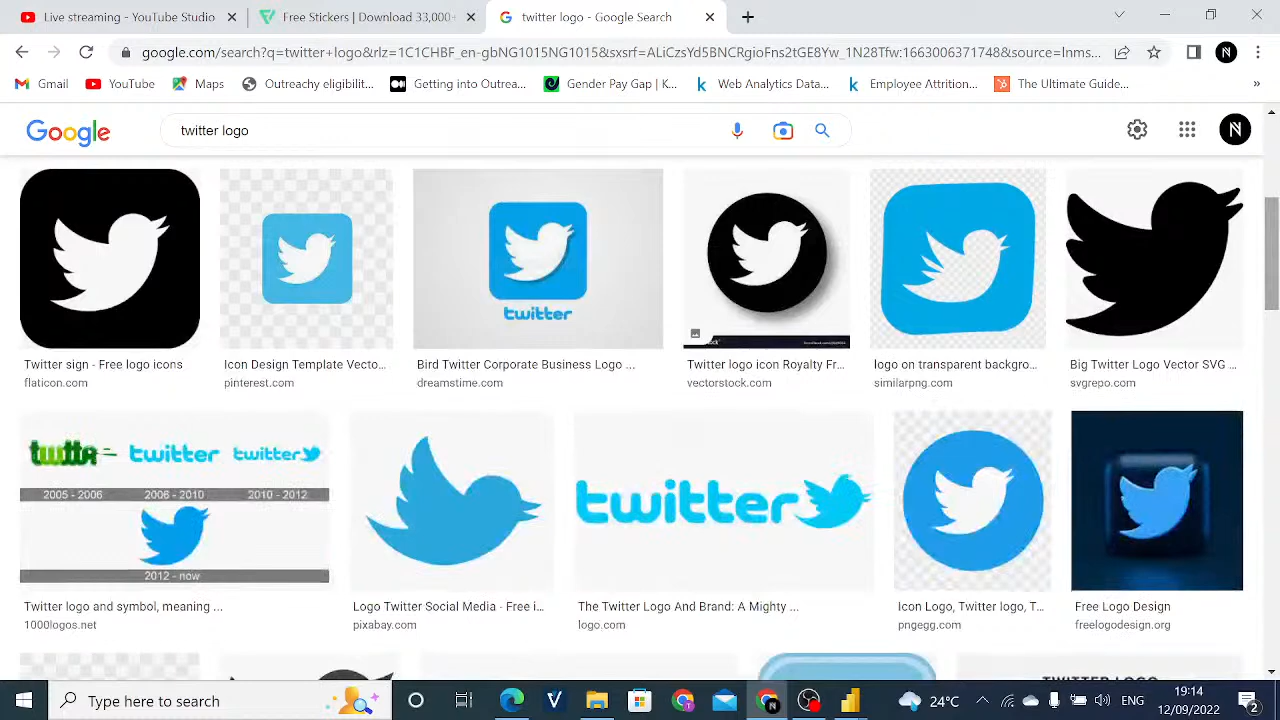 Live streaming - YouTube Studio
Free Stickers | Download 33,000
twitter logo - Google Search
google.com/search?q=twitter+logo&rlz=1C1CHBF_en-gbNG1015NG1015&sxsrf=ALiCzsYd5BNCRgioFns2tGE8Yw_1N28Tfw:1663006371748&source=lnms...
N
Gmail
YouTube
Maps
Outreachy eligibilit...
Getting into Outrea...
Gender Pay Gap | K...
Web Analytics Data...
Employee Attrition...
The Ultimate Guide...
»
Google
twitter logo
N
twitter
Twitter sign - Free logo icons
Icon Design Template Vecto...
Bird Twitter Corporate Business Logo ...
Twitter logo icon Royalty Fr...
logo on transparent backgro...
Big Twitter Logo Vector SVG ...
flaticon.com
pinterest.com
dreamstime.com
vectorstock.com
similarpng.com
svgrepo.com
twttr
twitter
twitter
2005 - 2006
2006 - 2010
2010 - 2012
2012 - now
twitter
Twitter logo and symbol, meaning ...
Logo Twitter Social Media - Free i...
The Twitter Logo And Brand: A Mighty ...
Icon Logo, Twitter logo, T...
Free Logo Design
1000logos.net
pixabay.com
logo.com
pngegg.com
freelogodesign.org
TWITTER LOGO
Type here to search
24°C
ENG
19:14
12/09/2022
2